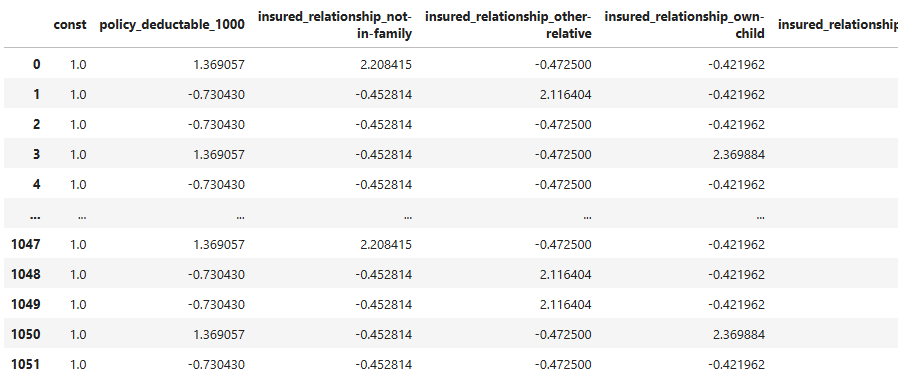 const policy_deductable_1000 insured_relationship_not-in-family insured_relationship_other-relative insured_relationship_own-child insured_relationship
0 1.0 1.369057 2.208415 -0.472500 -0.421962
1 1.0 -0.730430 -0.452814 2.116404 -0.421962
2 1.0 -0.730430 -0.452814 -0.472500 -0.421962
3 1.0 1.369057 -0.452814 -0.472500 2.369884
4 1.0 -0.730430 -0.452814 -0.472500 -0.421962
... ... ... ... ... ...
1047 1.0 1.369057 2.208415 -0.472500 -0.421962
1048 1.0 -0.730430 -0.452814 2.116404 -0.421962
1049 1.0 -0.730430 -0.452814 2.116404 -0.421962
1050 1.0 1.369057 -0.452814 -0.472500 2.369884
1051 1.0 -0.730430 -0.452814 -0.472500 -0.421962